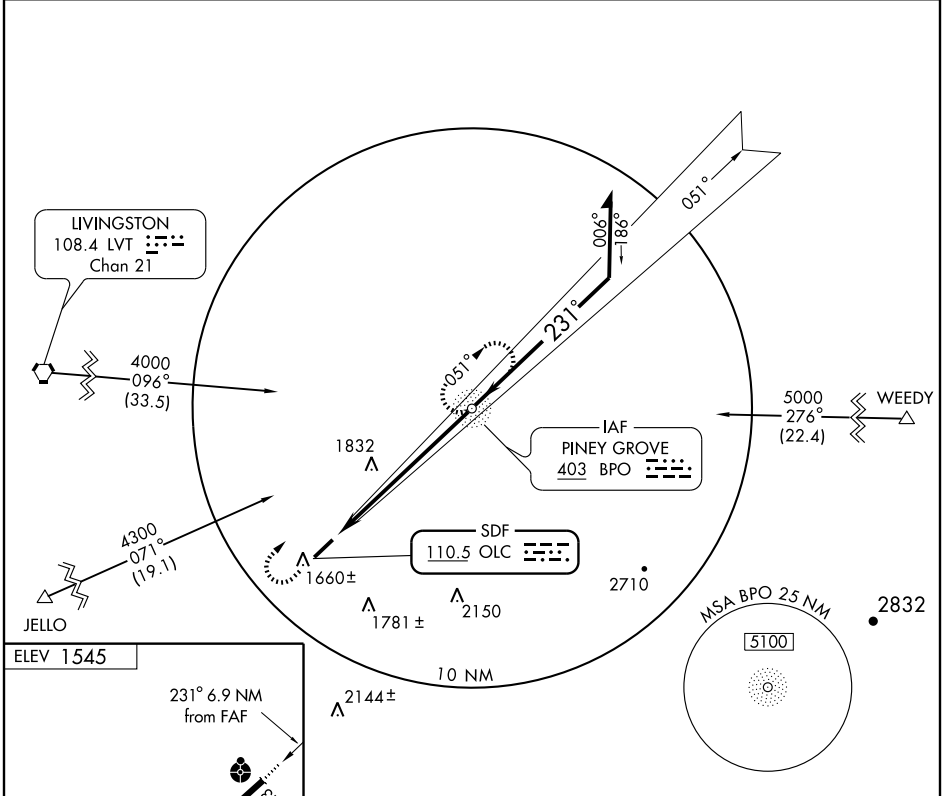 LIVINGSTON
108.4 LVT
Chan 21
4000
096°
(33.5)
4300
071°
(19.1)
JELLO
006°
186°
051°
231°
051°
IAF
PINEY GROVE
403 BPO
5000
276°
(22.4)
WEEDY
1832
SDF
110.5 OLC
1660±
1781±
2150
2710
2832
10 NM
2144±
MSA BPO 25 NM
5100
ELEV 1545
231° 6.9 NM
from FAF